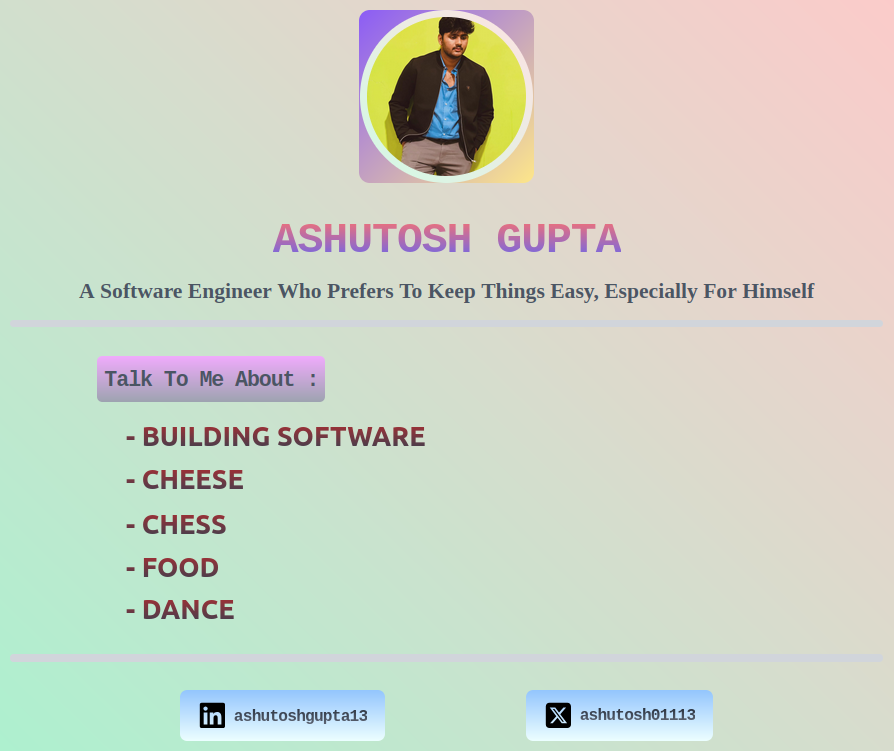 ASHUTOSH GUPTA
A Software Engineer Who Prefers To Keep Things Easy, Especially For Himself
Talk To Me About :
- BUILDING SOFTWARE
- CHEESE
- CHESS
- FOOD
- DANCE
in ashutoshgupta13
X ashutosh01113